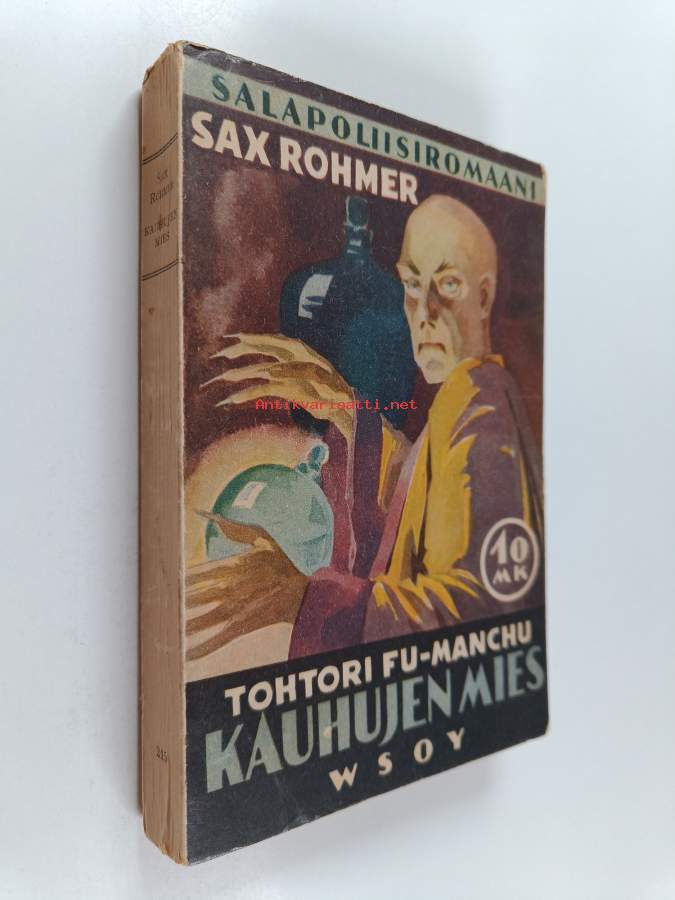 SALAPOLIISIROMAANI
SAX ROHMER
10
MK
TOHTORI FU-MANCHU
KAUHUJEN MIES
WSOY
SAX
ROHMER
KAUHUJEN
MIES
Antikvariaatti.net